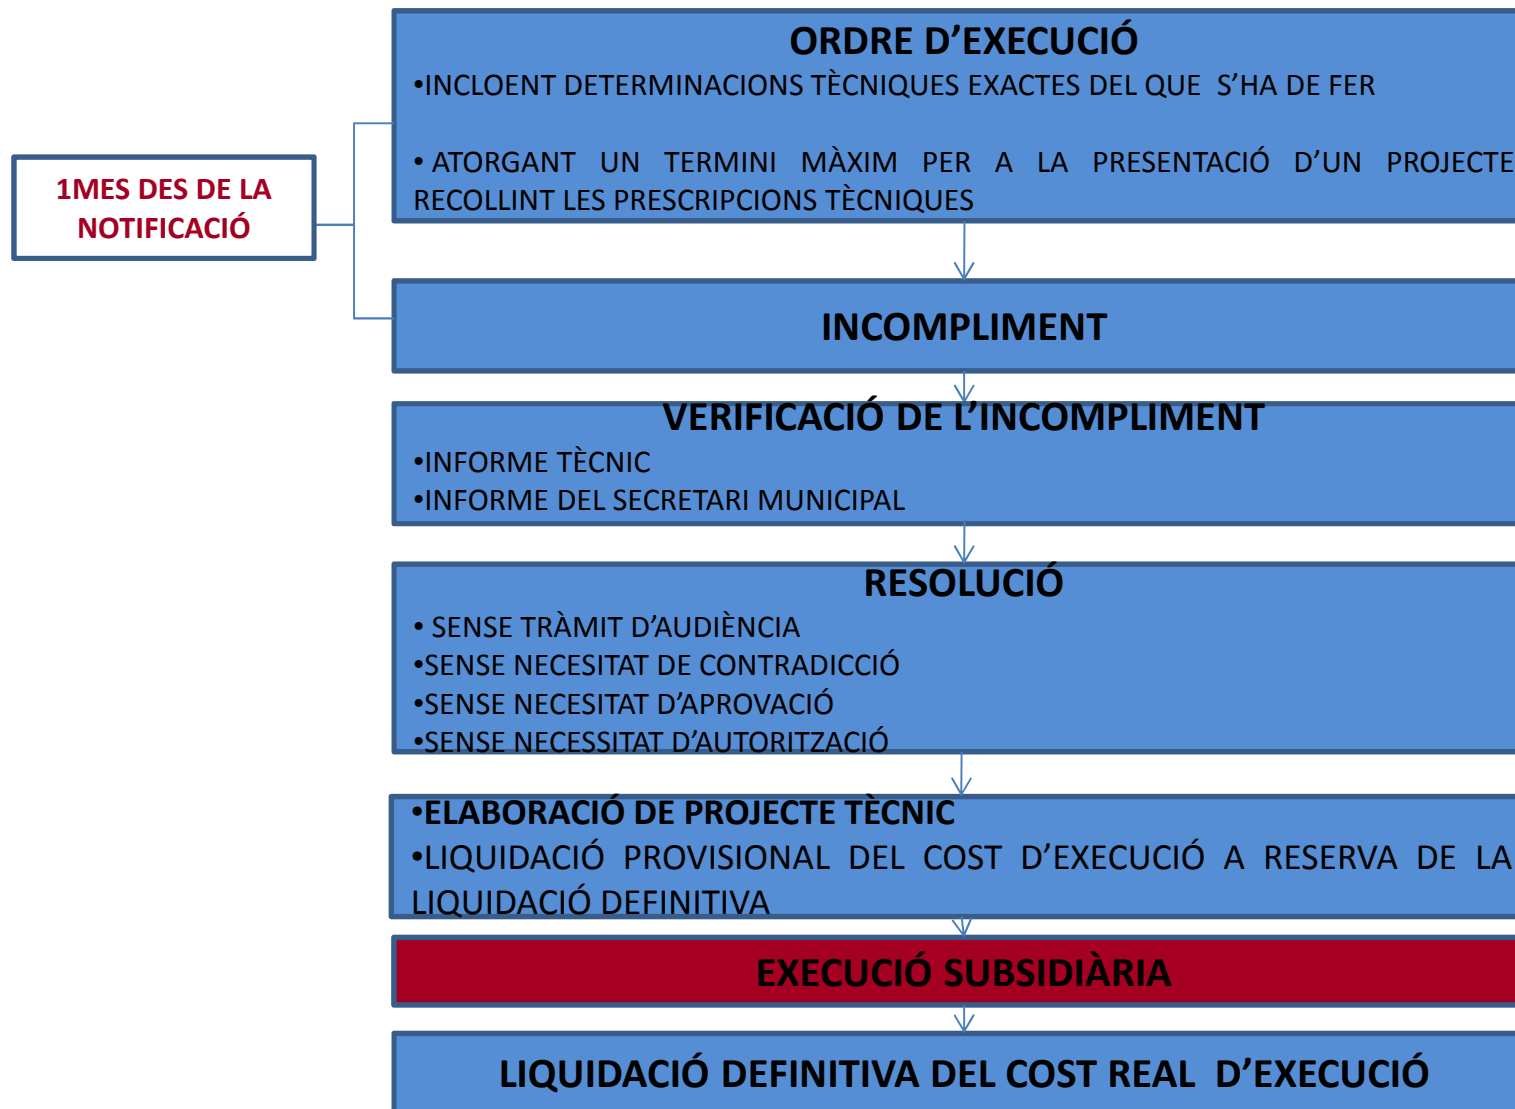 ORDRE D’EXECUCIÓ
•INCLOENT DETERMINACIONS TÈCNIQUES EXACTES DEL QUE S’HA DE FER
• ATORGANT UN TERMINI MÀXIM PER A LA PRESENTACIÓ D’UN PROJECTE
RECOLLINT LES PRESCRIPCIONS TÈCNIQUES
1MES DES DE LA
NOTIFICACIÓ
INCOMPLIMENT
VERIFICACIÓ DE L’INCOMPLIMENT
•INFORME TÈCNIC
•INFORME DEL SECRETARI MUNICIPAL
RESOLUCIÓ
• SENSE TRÀMIT D’AUDIÈNCIA
•SENSE NECESITAT DE CONTRADICCIÓ
•SENSE NECESITAT D’APROVACIÓ
•SENSE NECESSITAT D’AUTORITZACIÓ
•ELABORACIÓ DE PROJECTE TÈCNIC
•LIQUIDACIÓ PROVISIONAL DEL COST D’EXECUCIÓ A RESERVA DE LA
LIQUIDACIÓ DEFINITIVA
EXECUCIÓ SUBSIDIÀRIA
LIQUIDACIÓ DEFINITIVA DEL COST REAL D’EXECUCIÓ